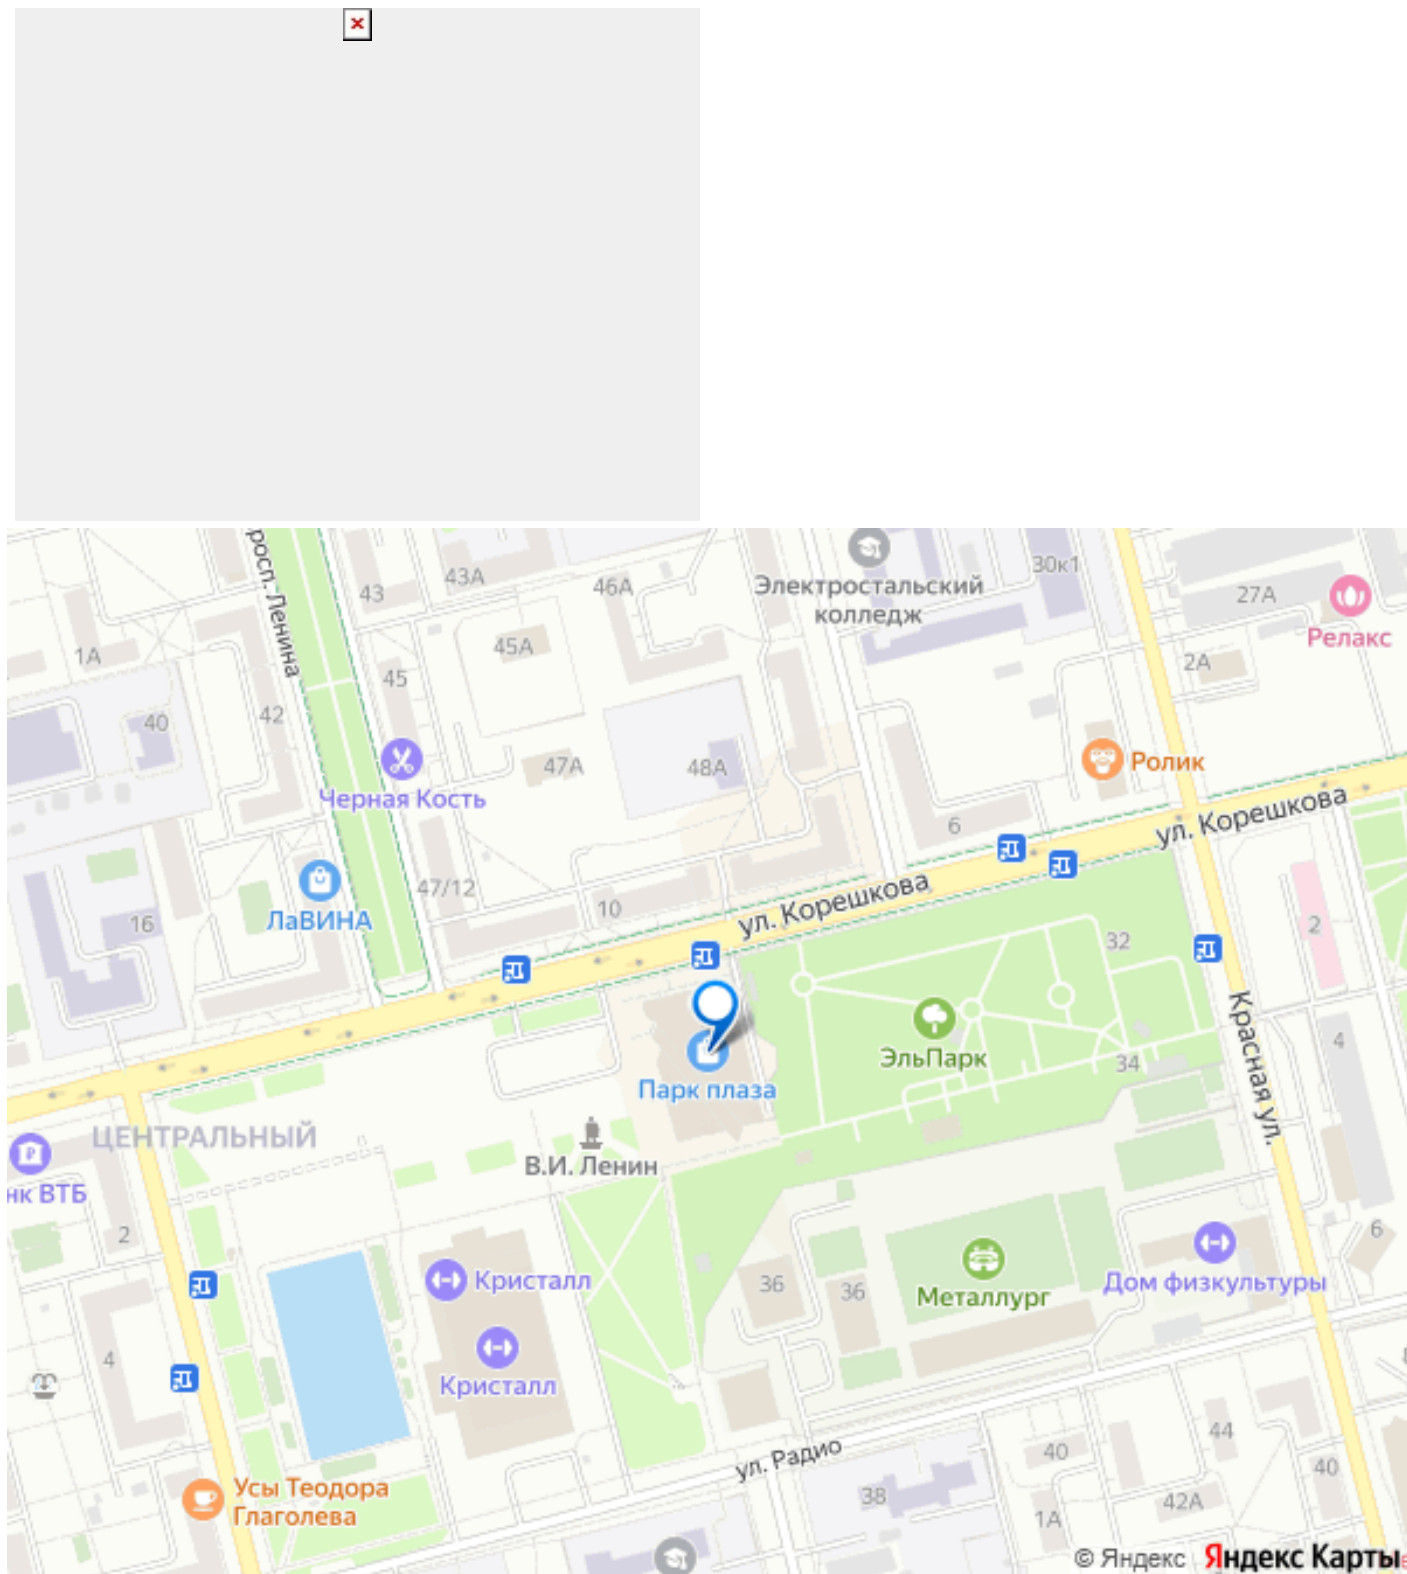 просп. Ленина
43
43А
46А
Электростальский
колледж
30к1
27А
Релакс
1А
45А
2А
45
42
40
47А
48А
Ролик
Черная Кость
6
ул. Корешкова
47/12
10
ул. Корешкова
ЛаВИНА
16
32
2
Красная ул.
ЭльПарк
34
4
Парк плаза
ЦЕНТРАЛЬНЫЙ
В.И. Ленин
нк ВТБ
2
6
Кристалл
36
36
Металлург
Дом физкультуры
4
Кристалл
44
40
40
ул. Радио
Усы Теодора
Глаголева
38
42А
1А
© Яндекс Яндекс Карты